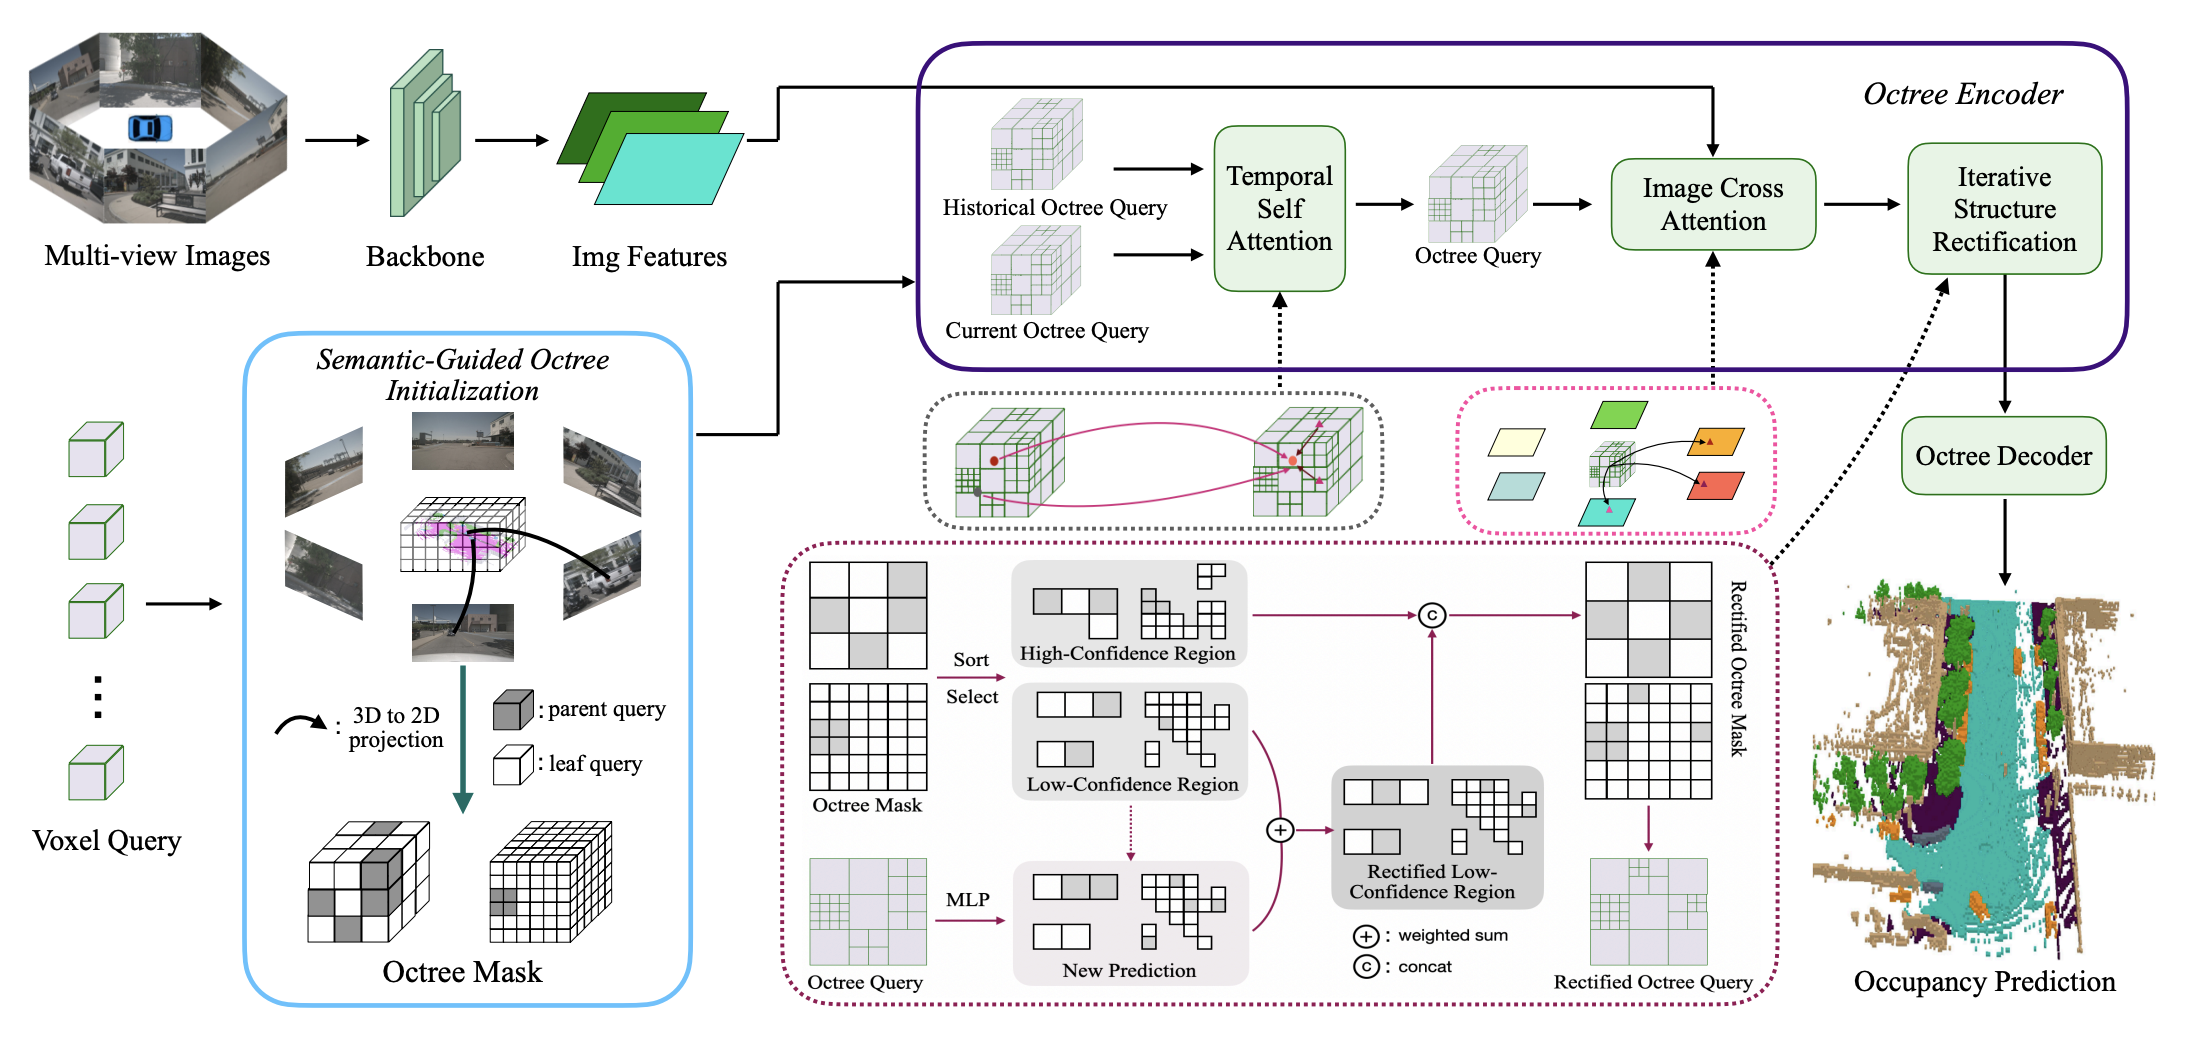 Multi-view Images
Backbone
Img Features
Octree Encoder
Historical Octree Query
Current Octree Query
Temporal
Self
Attention
Octree Query
Image Cross
Attention
Iterative
Structure
Rectification
Octree Decoder
Occupancy Prediction
Voxel Query
Semantic-Guided Octree
Initialization
: 3D to 2D
projection
: parent query
: leaf query
Octree Mask
Octree Mask
Sort
Select
High-Confidence Region
Low-Confidence Region
Octree Query
MLP
New Prediction
+
C
Rectified Low-
Confidence Region
+ : weighted sum
C : concat
Rectified Octree Mask
Rectified Octree Query